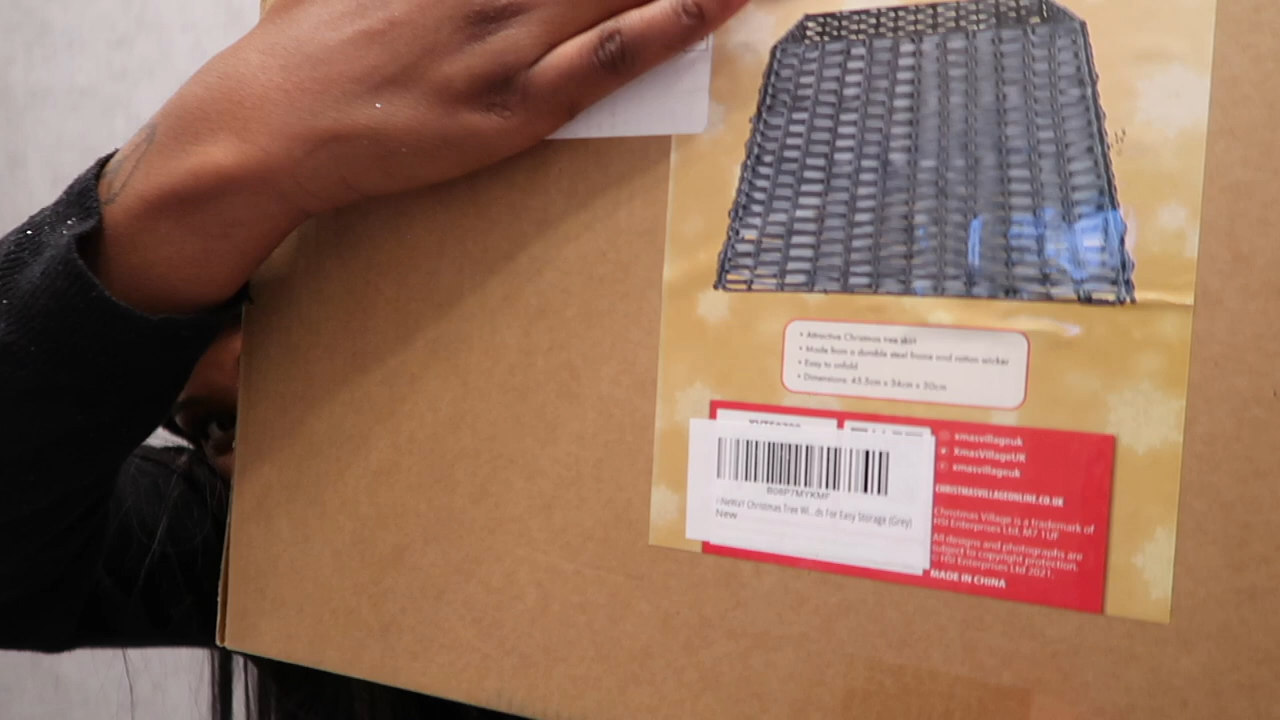 • Attractive Christmas tree skirt
• Made from a durable steel frame and rattan wicker
• Easy to unfold
• Dimensions: 45.5cm x 54cm x 50cm
B08P7MYKMF
Christmas Tree Wi...ds For Easy Storage (Grey)
New
xmasvillageuk
XmasVillageUK
xmasvillageuk
CHRISTMASVILLAGEONLINE.CO.UK
Christmas Village is a trademark of
HSI Enterprises Ltd, M7 1UF
All designs and photographs are
subject to copyright protection.
© HSI Enterprises Ltd 2021.
MADE IN CHINA